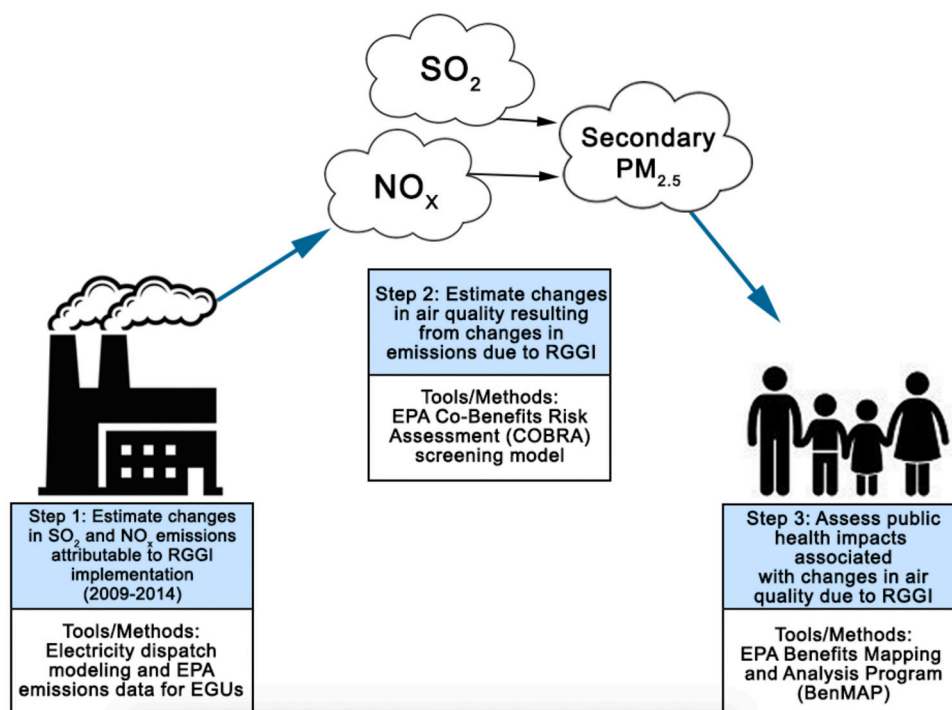 SO₂
NOₓ
Secondary
PM₂.₅
Step 1: Estimate changes
in SO₂ and NOₓ emissions
attributable to RGGI
implementation
(2009-2014)
Tools/Methods:
Electricity dispatch
modeling and EPA
emissions data for EGUs
Step 2: Estimate changes
in air quality resulting
from changes in
emissions due to RGGI
Tools/Methods:
EPA Co-Benefits Risk
Assessment (COBRA)
screening model
Step 3: Assess public
health impacts
associated
with changes in air
quality due to RGGI
Tools/Methods:
EPA Benefits Mapping
and Analysis Program
(BenMAP)